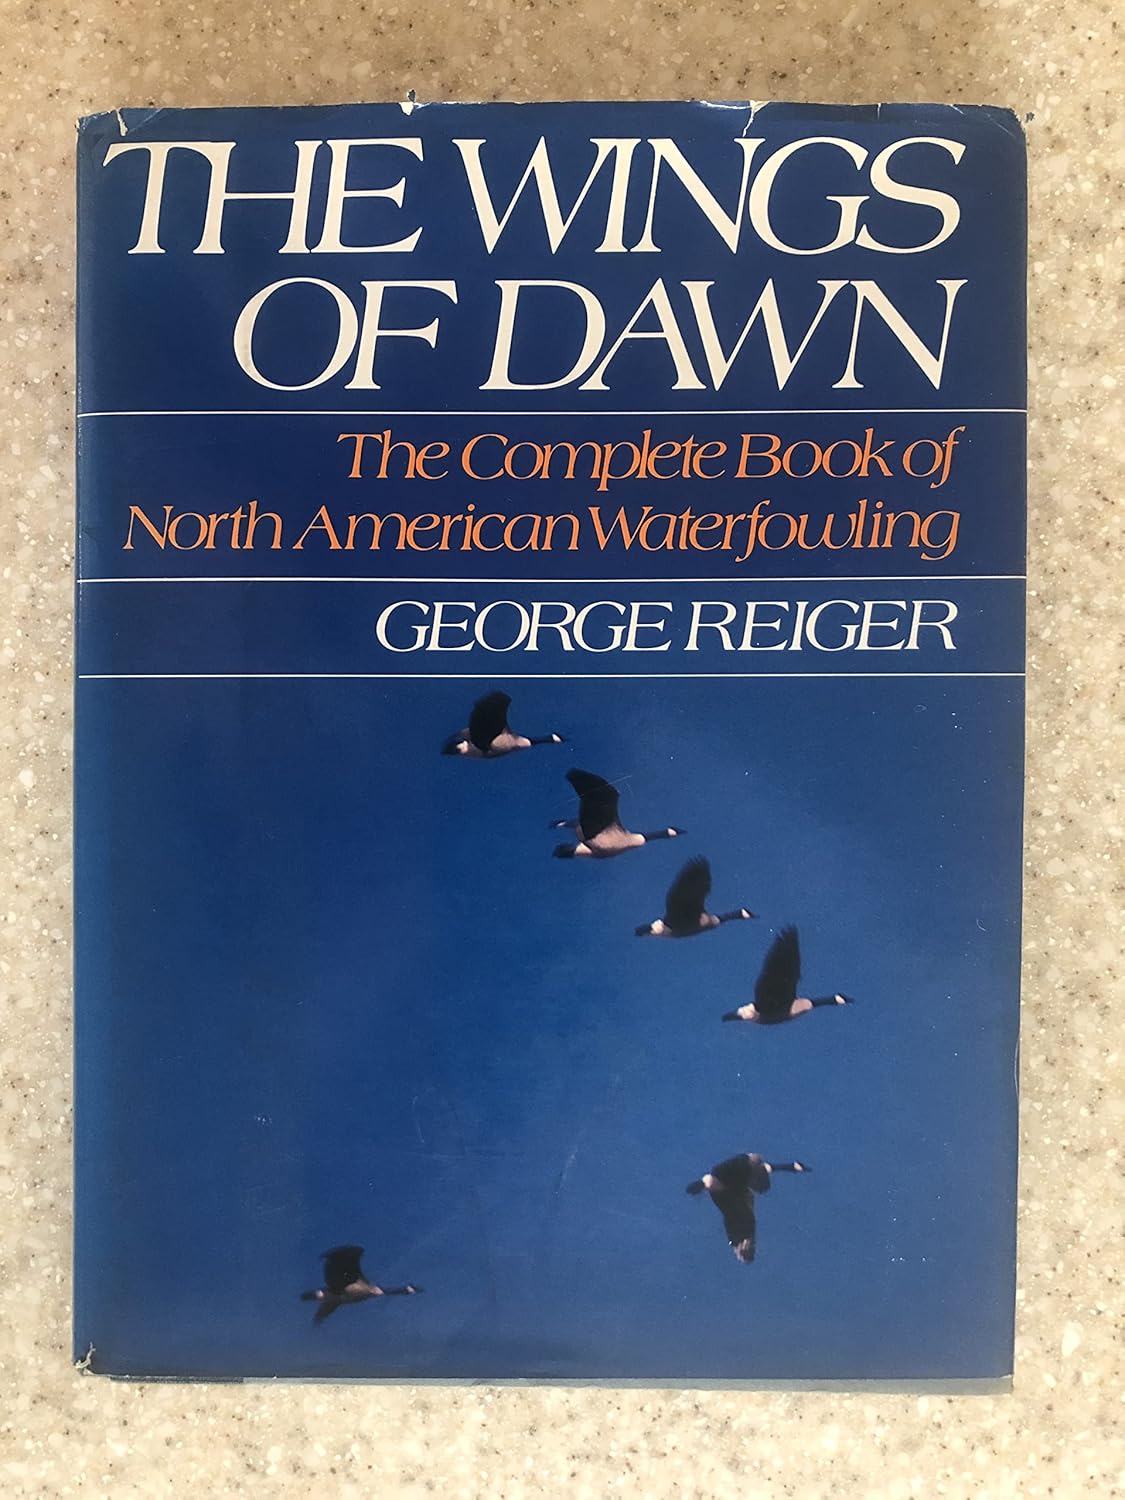 THE WINGS
OF DAWN
The Complete Book of
North American Waterfowling
GEORGE REIGER